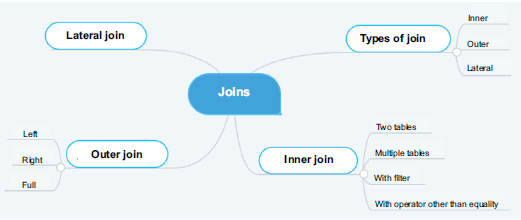 Lateral join
Types of join
Inner
Outer
Lateral
Joins
Left
Right
Full
Outer join
Inner join
Two tables
Multiple tables
With filter
With operator other than equality